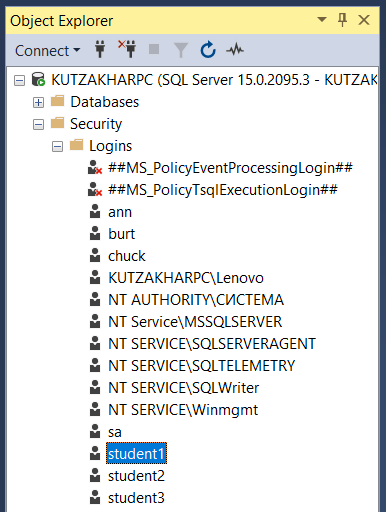 Object Explorer
Connect
KUTZAKHARPC (SQL Server 15.0.2095.3 - KUTZAK
Databases
Security
Logins
##MS_PolicyEventProcessingLogin##
##MS_PolicyTsqlExecutionLogin##
ann
burt
chuck
KUTZAKHARPC\Lenovo
NT AUTHORITY\СИСТЕМА
NT Service\MSSQLSERVER
NT SERVICE\SQLSERVERAGENT
NT SERVICE\SQLTELEMETRY
NT SERVICE\SQLWriter
NT SERVICE\Winmgmt
sa
student1
student2
student3